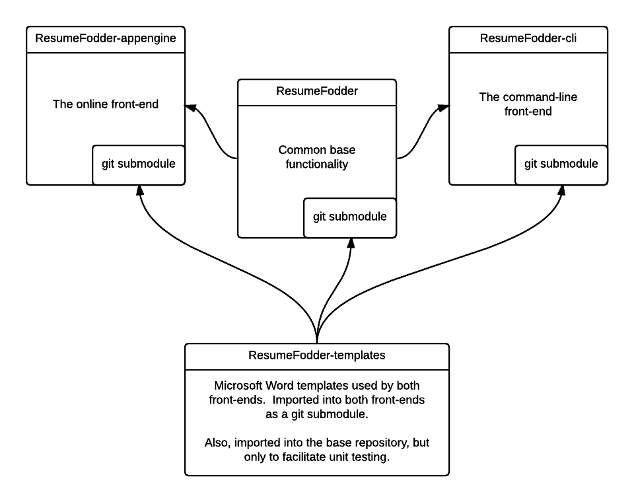 ResumeFodder-appengine
The online front-end
git submodule
ResumeFodder
Common base
functionality
git submodule
ResumeFodder-cli
The command-line
front-end
git submodule
ResumeFodder-templates
Microsoft Word templates used by both
front-ends.  Imported into both front-ends
as a git submodule.
Also, imported into the base repository, but
only to facilitate unit testing.